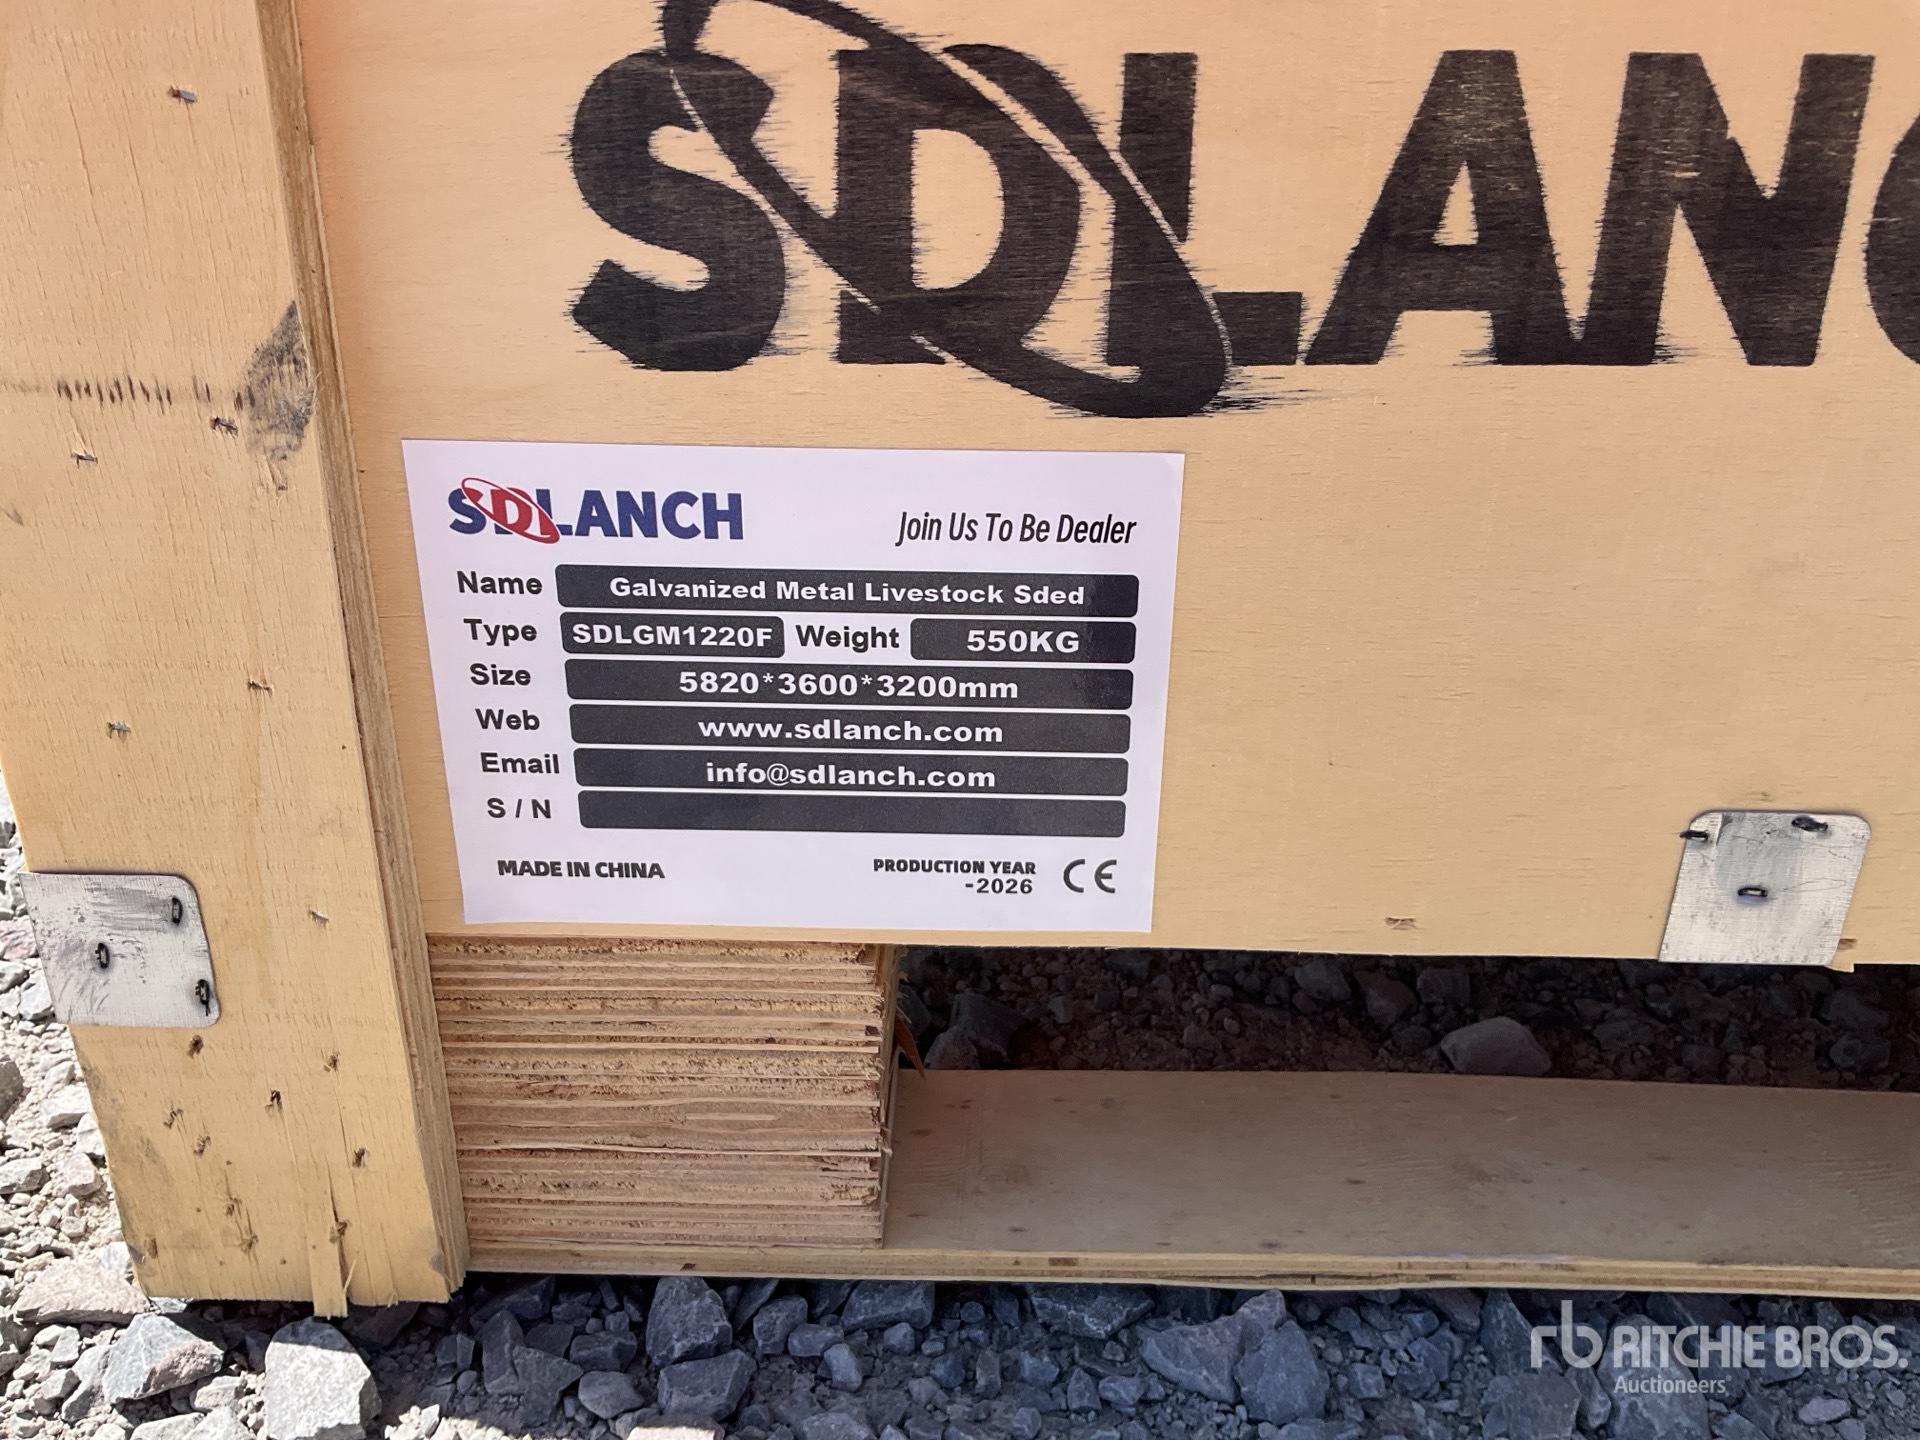 SDLANC
SDLANCH
Join Us To Be Dealer
Name Galvanized Metal Livestock Sded
Type SDLGM1220F Weight 550KG
Size 5820*3600*3200mm
Web www.sdlanch.com
Email info@sdlanch.com
S / N
MADE IN CHINA
PRODUCTION YEAR
-2026
CE
rb RITCHIE BROS.
Auctioneers